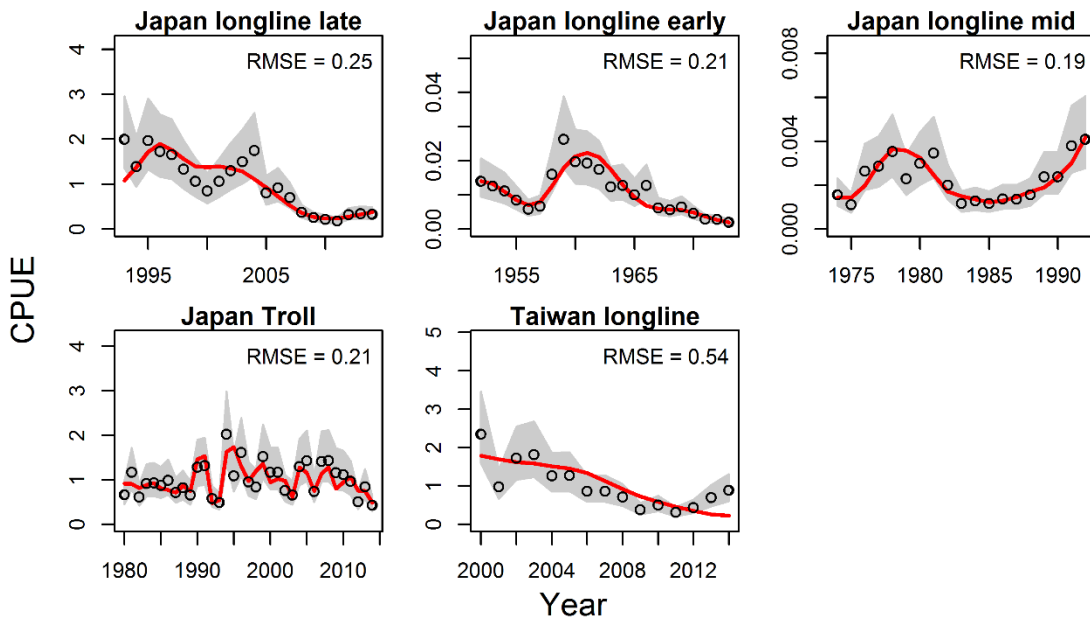 Japan longline late
RMSE = 0.25
0 1 2 3 4
1995 2005
Japan longline early
RMSE = 0.21
0.00 0.02 0.04
1955 1965
Japan longline mid
RMSE = 0.19
0.000 0.004 0.008
1975 1980 1985 1990
Japan Troll
RMSE = 0.21
0 1 2 3 4
1980 1990 2000 2010
Taiwan longline
RMSE = 0.54
0 1 2 3 4 5
2000 2004 2008 2012
CPUE
Year